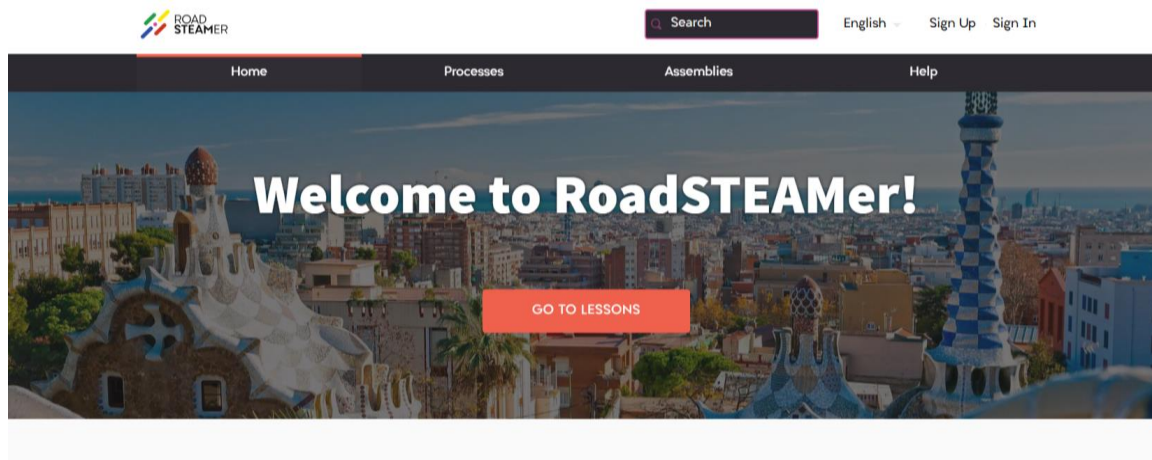 ROAD
STEAMER
Search
English
Sign Up
Sign In
Home
Processes
Assemblies
Help
Welcome to RoadSTEAMer!
GO TO LESSONS